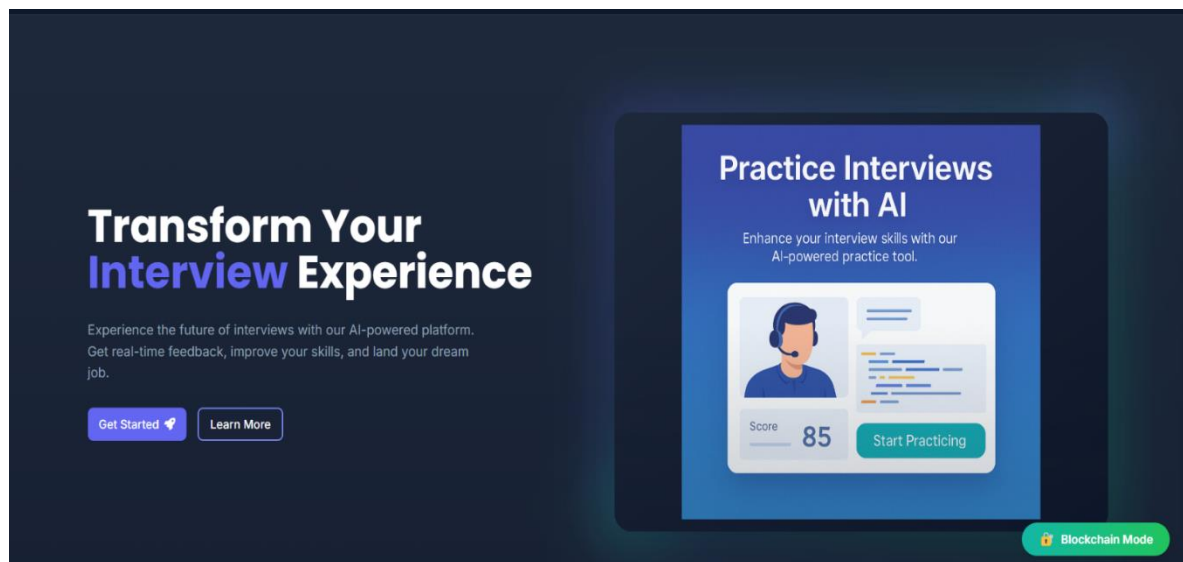 Transform Your
Interview Experience
Experience the future of interviews with our AI-powered platform.
Get real-time feedback, improve your skills, and land your dream
job.
Get Started
Learn More
Practice Interviews
with AI
Enhance your interview skills with our
AI-powered practice tool.
Score
85
Start Practicing
Blockchain Mode